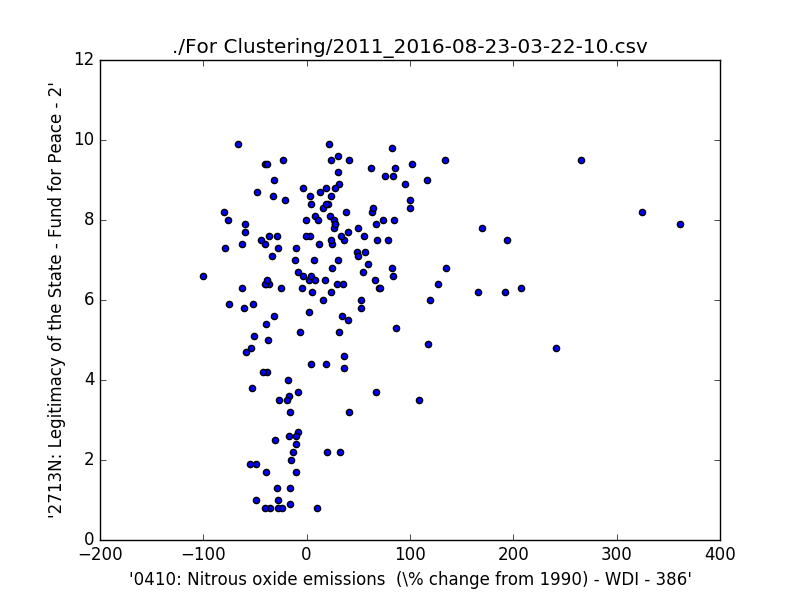 ./For Clustering/2011_2016-08-23-03-22-10.csv
'2713N: Legitimacy of the State - Fund for Peace - 2'
12
10
8
6
4
2
0
−200 −100 0 100 200 300 400
'0410: Nitrous oxide emissions  (\% change from 1990) - WDI - 386'